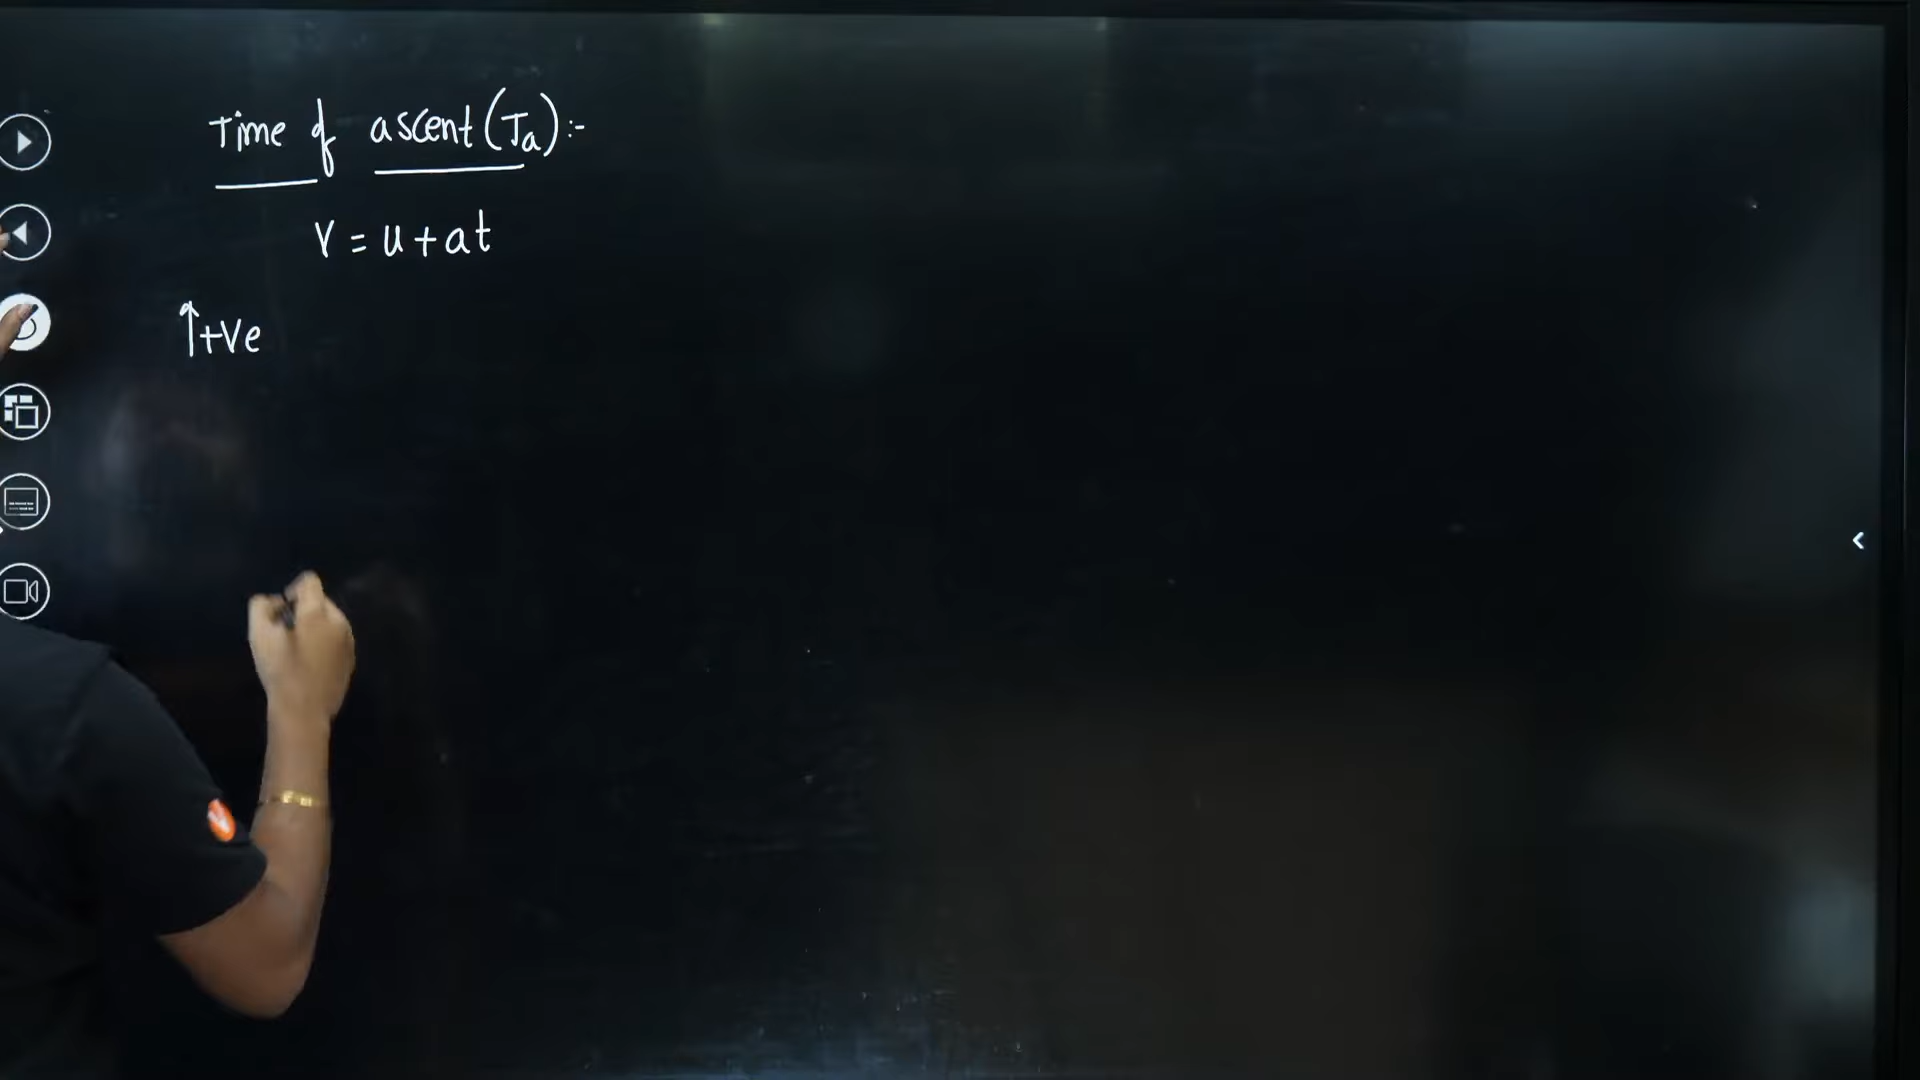 Time of ascent (Ta) :-
v = u + at
↑+ve